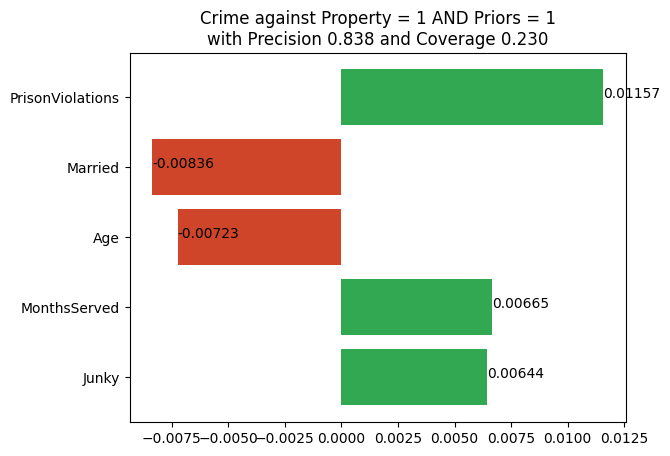 Crime against Property = 1 AND Priors = 1
with Precision 0.838 and Coverage 0.230
PrisonViolations
0.01157
Married
-0.00836
Age
-0.00723
MonthsServed
0.00665
Junky
0.00644
−0.0075 −0.0050 −0.0025 0.0000 0.0025 0.0050 0.0075 0.0100 0.0125